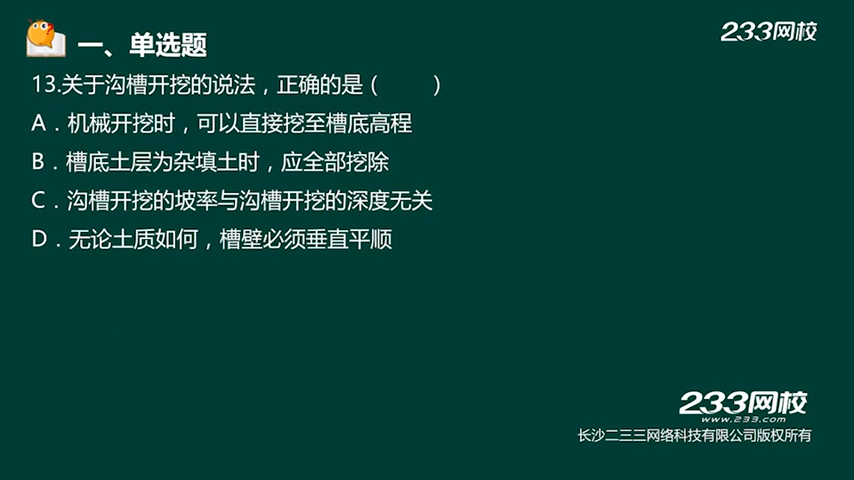 一、单选题
233网校
13.关于沟槽开挖的说法，正确的是（　　）
A．机械开挖时，可以直接挖至槽底高程
B．槽底土层为杂填土时，应全部挖除
C．沟槽开挖的坡率与沟槽开挖的深度无关
D．无论土质如何，槽壁必须垂直平顺
233网校
www.233.com
长沙二三三网络科技有限公司版权所有